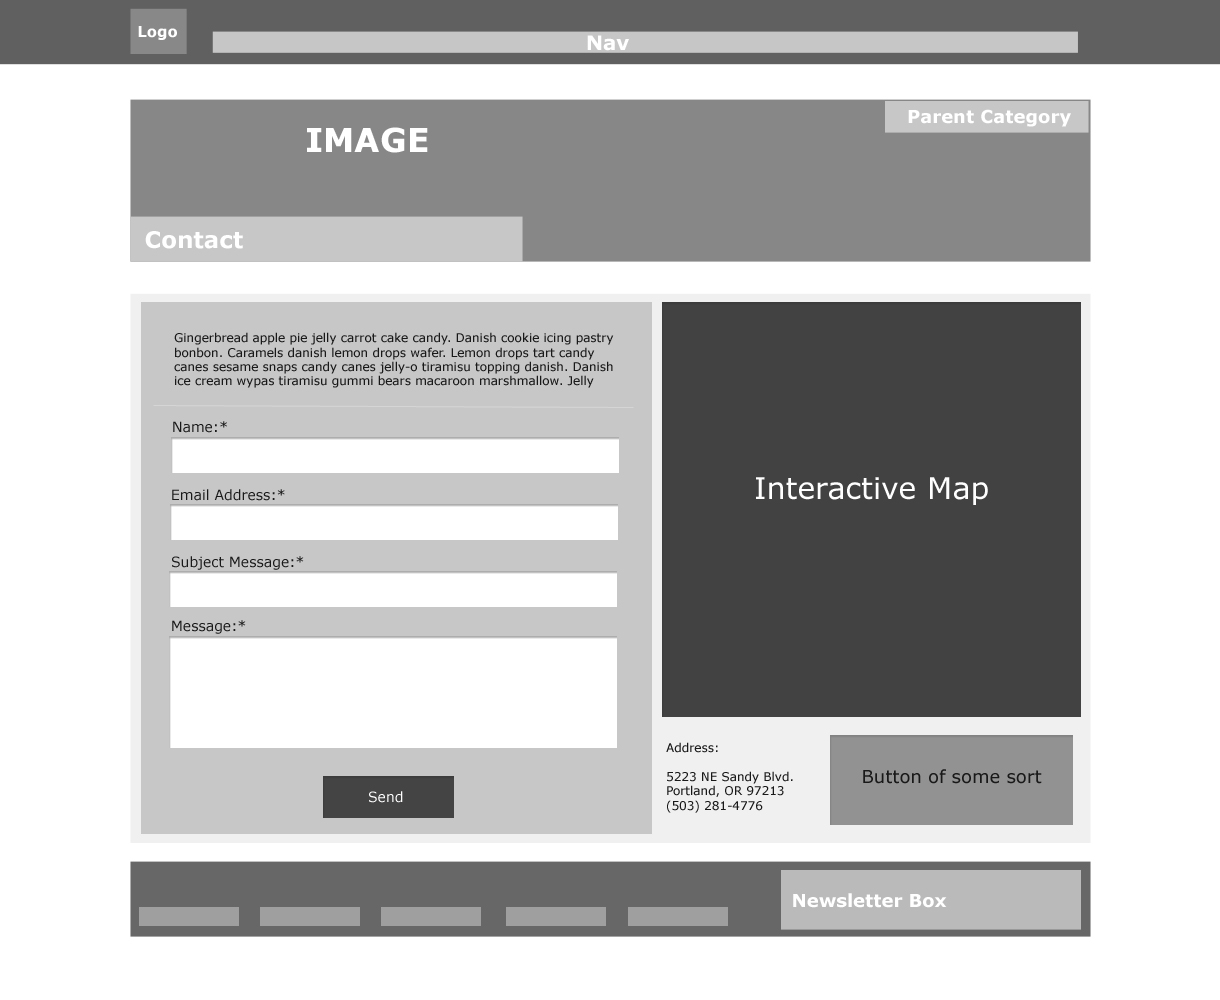 Logo
Nav
IMAGE
Parent Category
Contact
Gingerbread apple pie jelly carrot cake candy. Danish cookie icing pastry
bonbon. Caramels danish lemon drops wafer. Lemon drops tart candy
canes sesame snaps candy canes jelly-o tiramisu topping danish. Danish
ice cream wypas tiramisu gummi bears macaroon marshmallow. Jelly
Name:*
Email Address:*
Subject Message:*
Message:*
Send
Interactive Map
Address:
5223 NE Sandy Blvd.
Portland, OR 97213
(503) 281-4776
Button of some sort
Newsletter Box